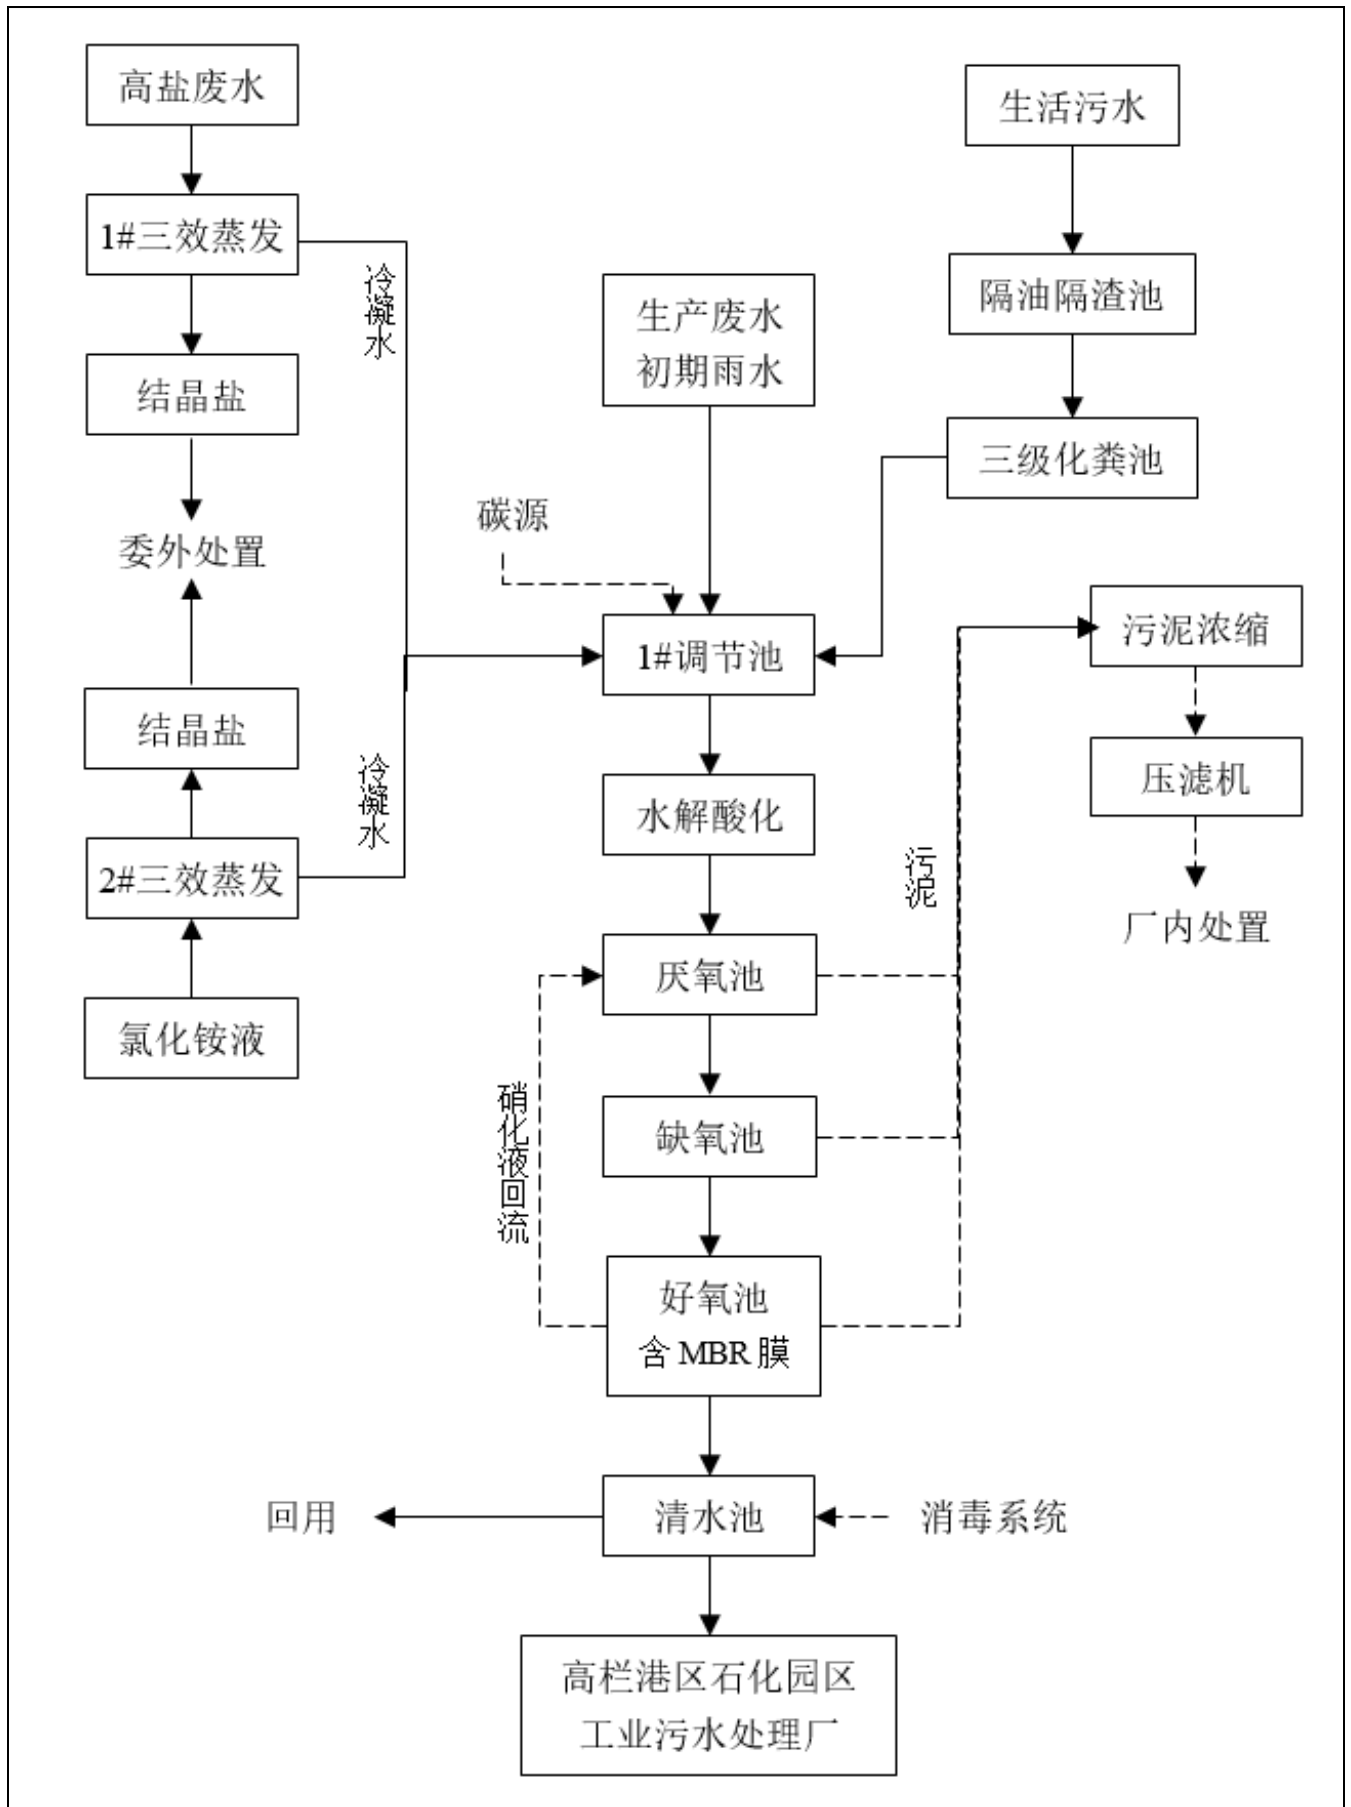 高盐废水
生活污水
1#三效蒸发
冷凝水
隔油隔渣池
生产废水
初期雨水
结晶盐
三级化粪池
碳源
委外处置
污泥浓缩
1#调节池
结晶盐
冷凝水
压滤机
水解酸化
污泥
2#三效蒸发
厂内处置
厌氧池
氯化铵液
硝化液回流
缺氧池
好氧池
含MBR膜
回用
清水池
消毒系统
高栏港区石化园区
工业污水处理厂